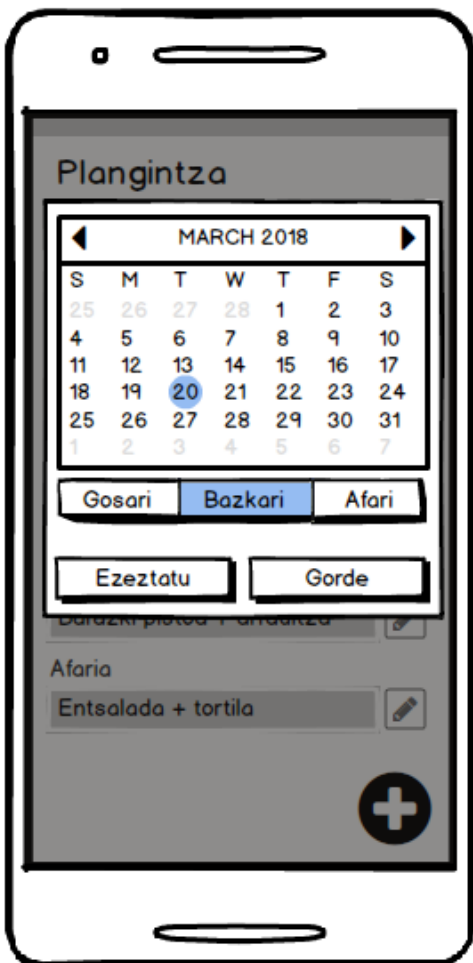 Plangintza
MARCH 2018
S M T W T F S
25 26 27 28 1 2 3
4 5 6 7 8 9 10
11 12 13 14 15 16 17
18 19 20 21 22 23 24
25 26 27 28 29 30 31
1 2 3 4 5 6 7
Gosari Bazkari Afari
Ezeztatu Gorde
Afaria
Entsalada + tortila